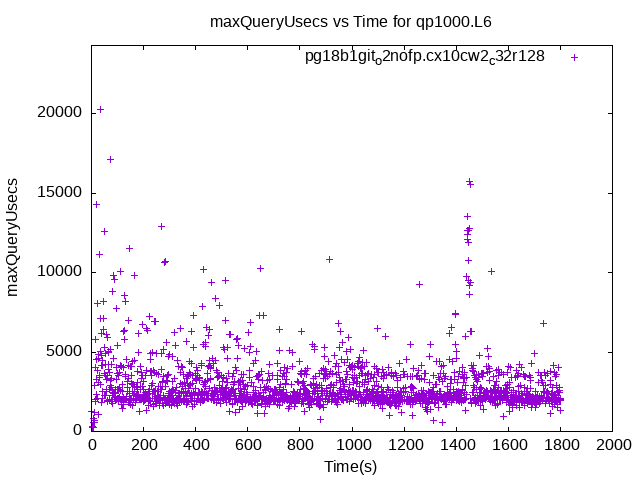 maxQueryUsecs vs Time for qp1000.L6
pg18b1git_o2nofp.cx10cw2_c32r128
maxQueryUsecs
20000
15000
10000
5000
0
0 200 400 600 800 1000 1200 1400 1600 1800 2000
Time(s)